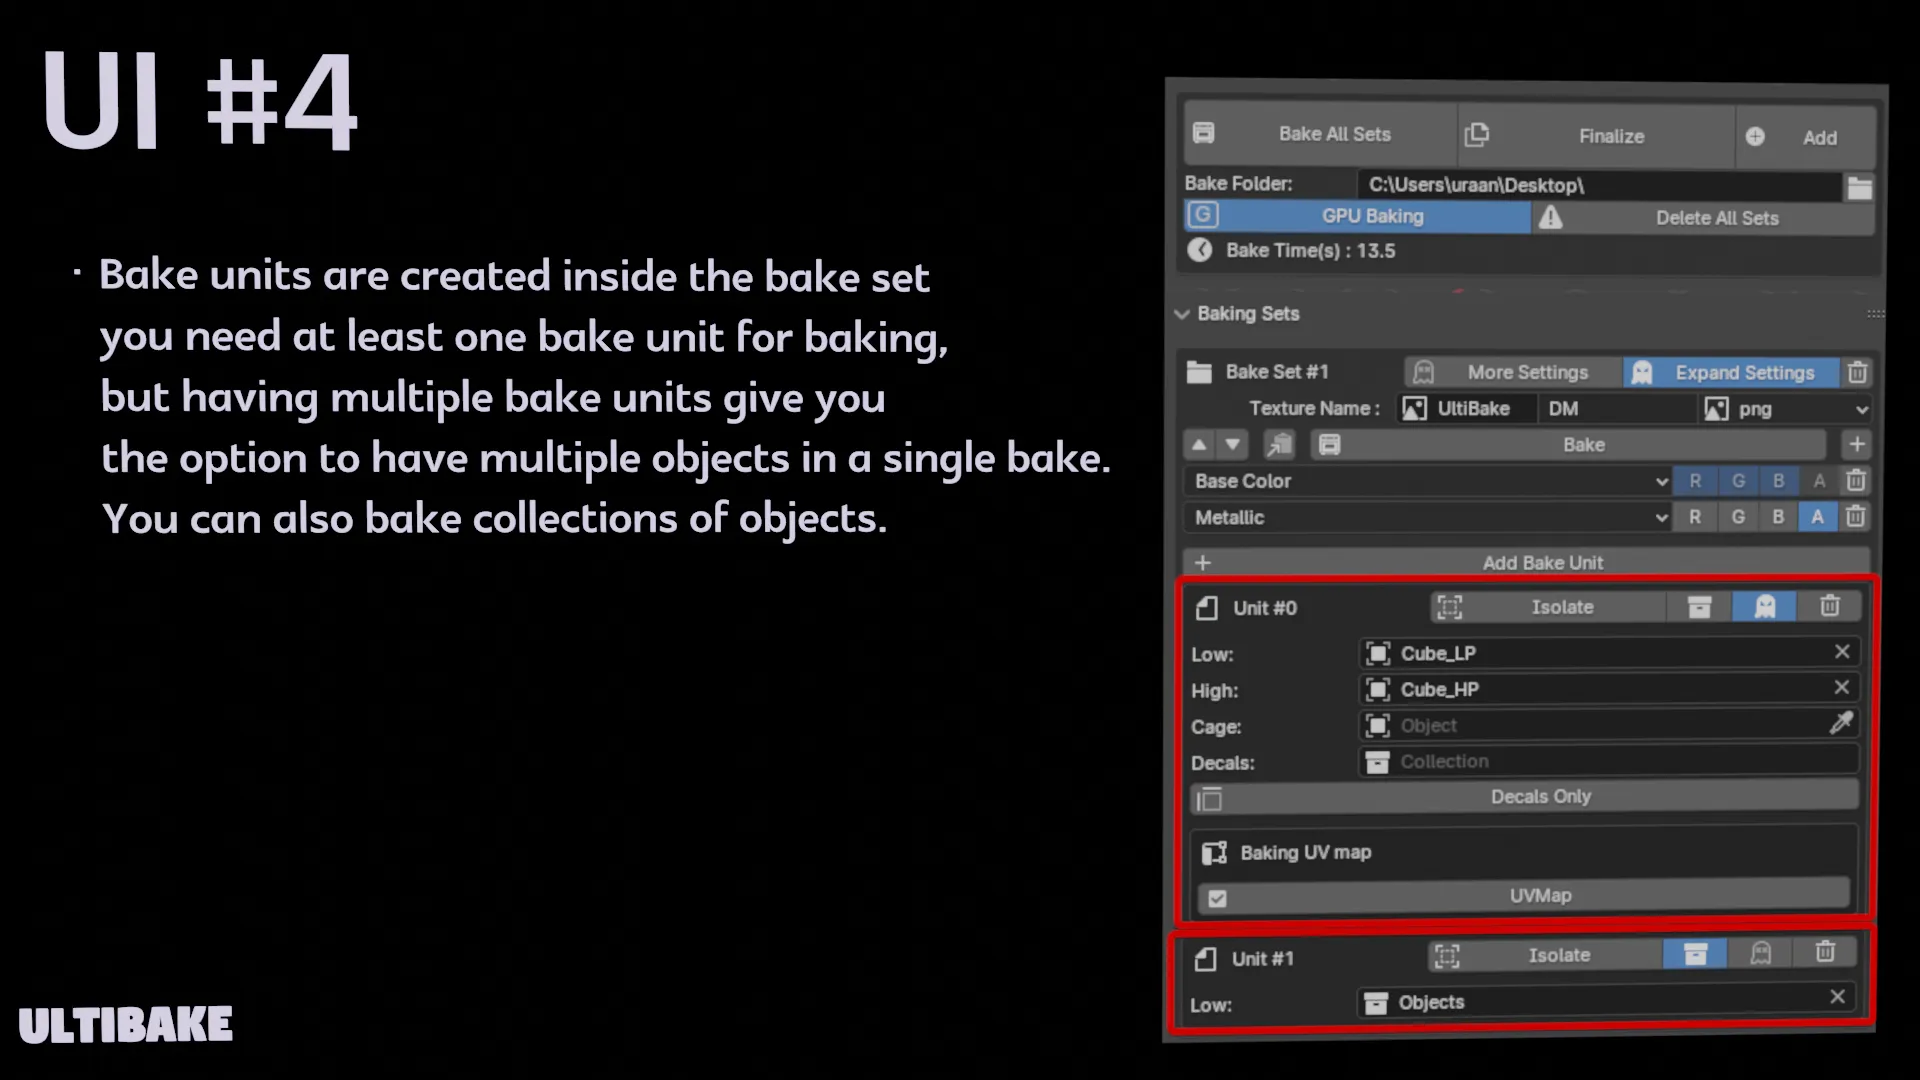 UI #4
· Bake units are created inside the bake set
you need at least one bake unit for baking,
but having multiple bake units give you
the option to have multiple objects in a single bake.
You can also bake collections of objects.
ULTIBAKE
Bake All Sets Finalize Add
Bake Folder: C:\Users\uraan\Desktop\
G GPU Baking Delete All Sets
Bake Time(s) : 13.5
Baking Sets
Bake Set #1 More Settings Expand Settings
Texture Name : UltiBake DM png
Bake
Base Color R G B A
Metallic R G B A
Add Bake Unit
Unit #0 Isolate
Low: Cube_LP
High: Cube_HP
Cage: Object
Decals: Collection
Decals Only
Baking UV map
UVMap
Unit #1 Isolate
Low: Objects